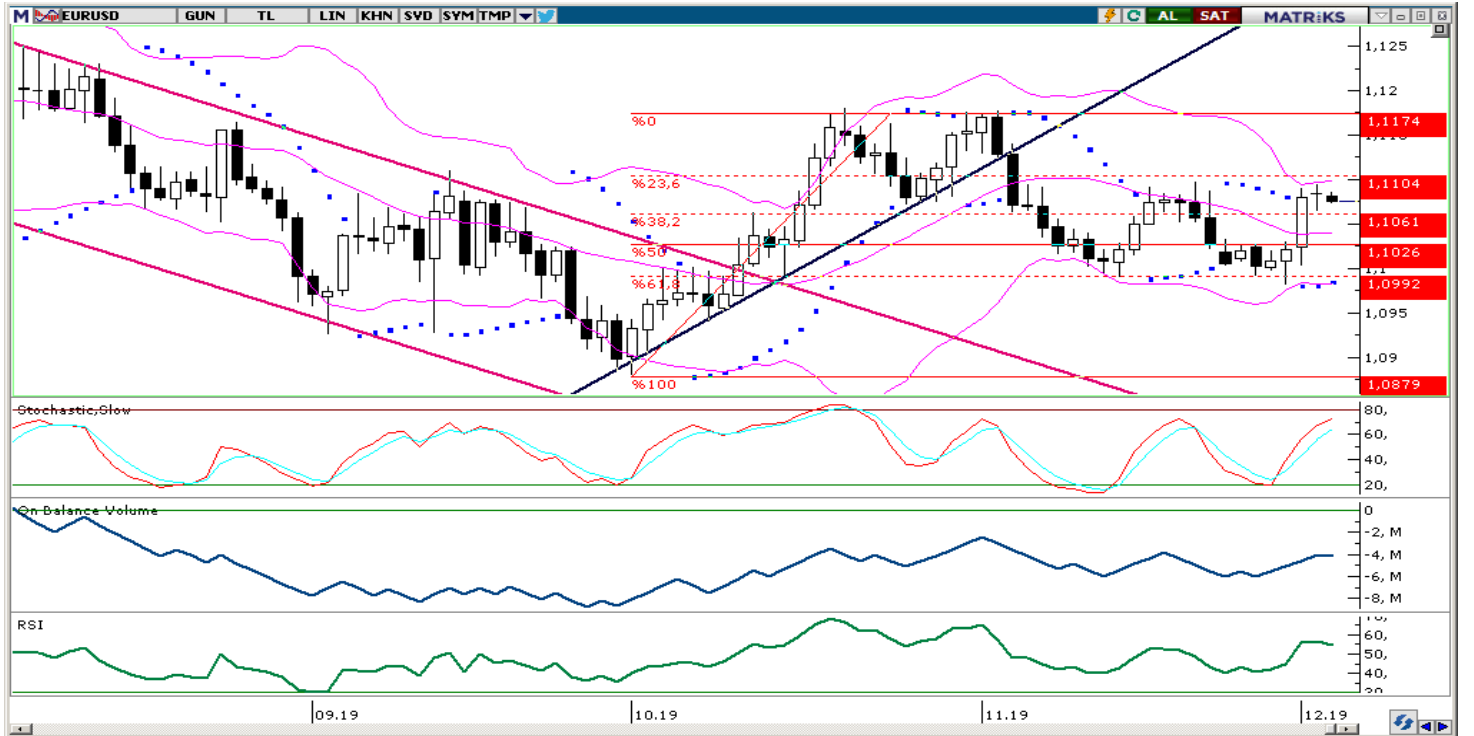 M EURUSD GUN TL LIN KHN SVD SYM TMP AL SAT MATRiKS
1,125
1,12
%0
1,1174
%23,6
1,1104
%38,2
1,1061
%50
1,1026
1,1
%61,8
1,0992
1,095
1,09
%100
1,0879
Stochastic,Slow
80,
60,
40,
20,
On Balance Volume
0
-2, M
-4, M
-6, M
-8, M
RSI
60,
50,
40,
09.19 10.19 11.19 12.19